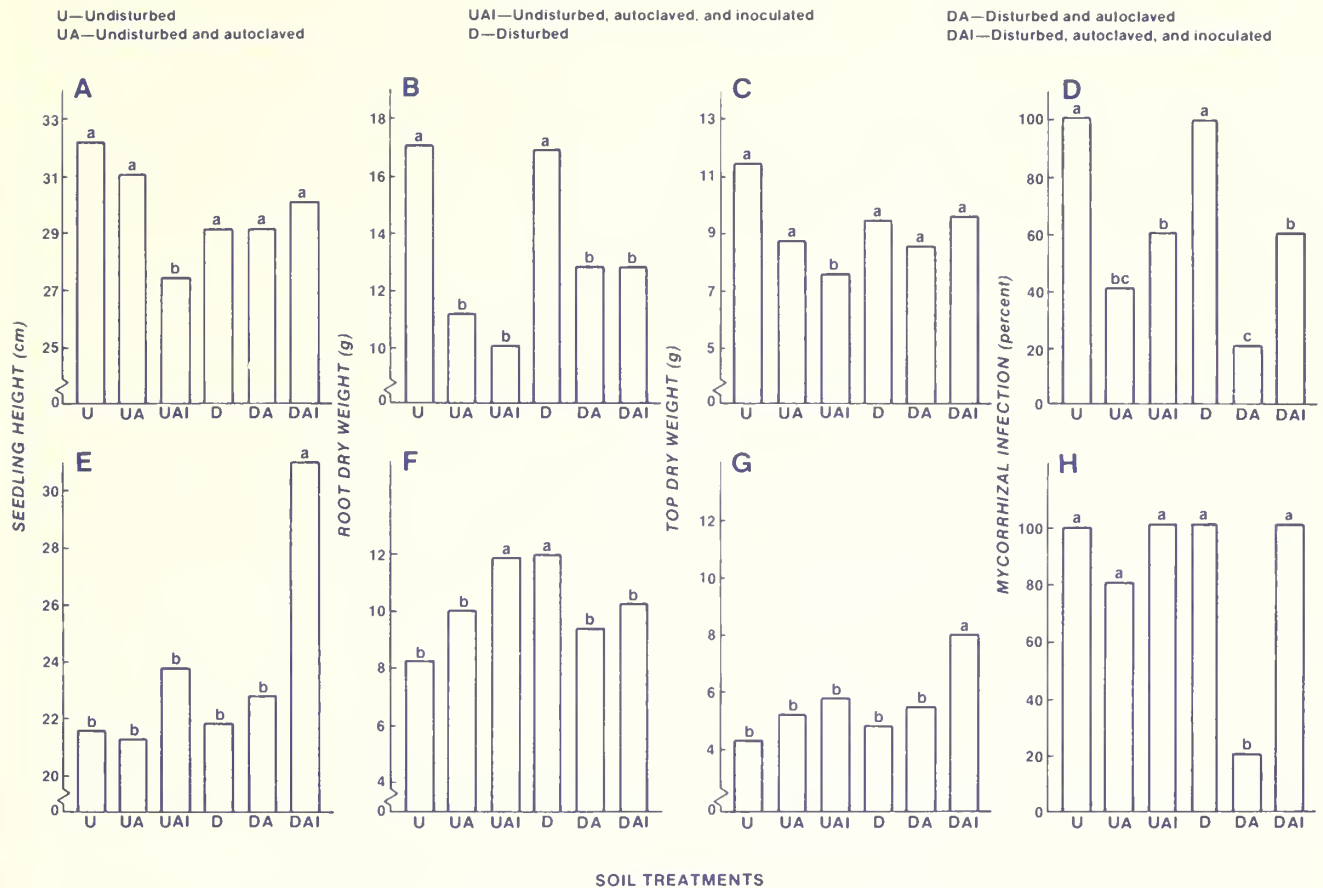 U—Undisturbed
UA—Undisturbed and autoclaved
UAI—Undisturbed, autoclaved, and inoculated
D—Disturbed
DA—Disturbed and autoclaved
DAI—Disturbed, autoclaved, and inoculated
SEEDLING HEIGHT (cm)
A
33
31
29
27
25
0
a
a
b
a
a
a
U UA UAI D DA DAI
ROOT DRY WEIGHT (g)
B
18
16
14
12
10
0
a
b
b
a
b
b
U UA UAI D DA DAI
TOP DRY WEIGHT (g)
C
13
11
9
7
5
0
a
a
b
a
a
a
U UA UAI D DA DAI
MYCORRHIZAL INFECTION (percent)
D
100
80
60
40
20
0
a
bc
b
a
c
b
U UA UAI D DA DAI
E
30
28
26
24
22
20
0
b
b
b
b
b
a
U UA UAI D DA DAI
F
12
10
8
6
4
0
b
b
a
a
b
b
U UA UAI D DA DAI
G
12
10
8
6
4
0
b
b
b
b
b
a
U UA UAI D DA DAI
H
100
80
60
40
20
0
a
a
a
a
b
a
U UA UAI D DA DAI
SOIL TREATMENTS